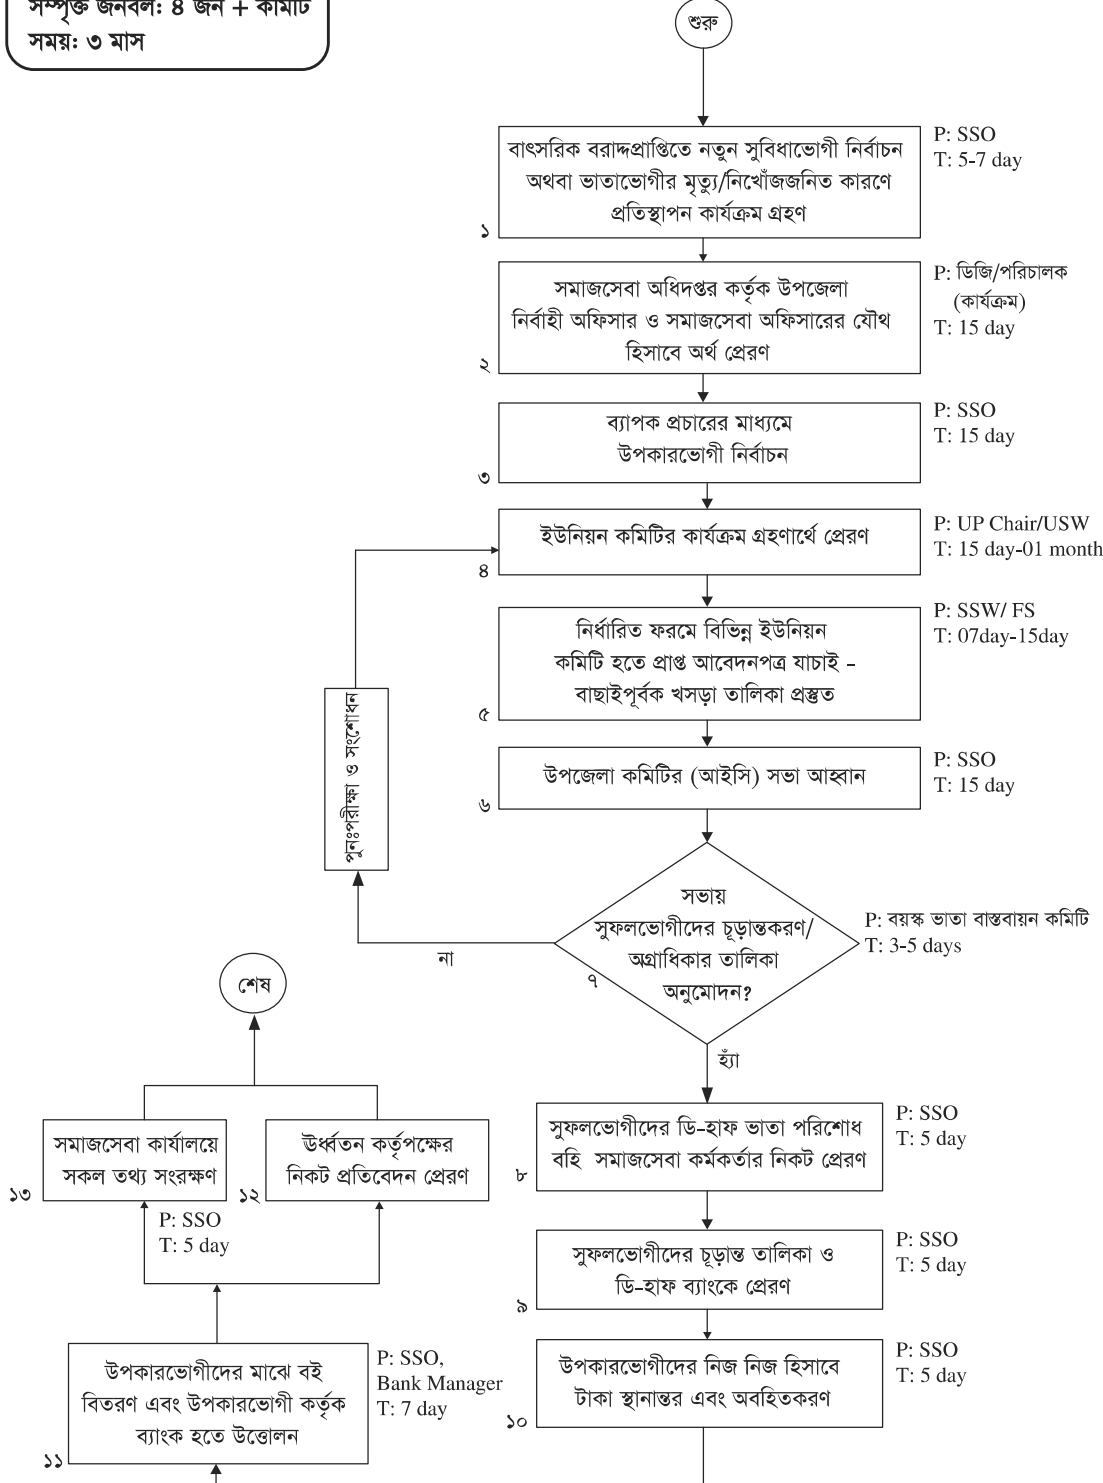 সম্পৃক্ত জনবল: ৪ জন + কমিটি
সময়: ৩ মাস
শুরু
বাৎসরিক বরাদ্দপ্রাপ্তিতে নতুন সুবিধাভোগী নির্বাচন
অথবা ভাতাভোগীর মৃত্যু/নিখোঁজজনিত কারণে
প্রতিস্থাপন কার্যক্রম গ্রহণ
১
P: SSO
T: 5-7 day
সমাজসেবা অধিদপ্তর কর্তৃক উপজেলা
নির্বাহী অফিসার ও সমাজসেবা অফিসারের যৌথ
হিসাবে অর্থ প্রেরণ
২
P: ডিজি/পরিচালক
(কার্যক্রম)
T: 15 day
ব্যাপক প্রচারের মাধ্যমে
উপকারভোগী নির্বাচন
৩
P: SSO
T: 15 day
ইউনিয়ন কমিটির কার্যক্রম গ্রহণার্থে প্রেরণ
৪
P: UP Chair/USW
T: 15 day-01 month
নির্ধারিত ফরমে বিভিন্ন ইউনিয়ন
কমিটি হতে প্রাপ্ত আবেদনপত্র যাচাই -
বাছাইপূর্বক খসড়া তালিকা প্রস্তুত
৫
P: SSW/ FS
T: 07day-15day
উপজেলা কমিটির (আইসি) সভা আহ্বান
৬
P: SSO
T: 15 day
পুনঃপরীক্ষা ও সংশোধন
সভায়
সুফলভোগীদের চূড়ান্তকরণ/
অগ্রাধিকার তালিকা
অনুমোদন?
৭
P: বয়স্ক ভাতা বাস্তবায়ন কমিটি
T: 3-5 days
না
হ্যাঁ
সুফলভোগীদের ডি-হাফ ভাতা পরিশোধ
বহি সমাজসেবা কর্মকর্তার নিকট প্রেরণ
৮
P: SSO
T: 5 day
সুফলভোগীদের চূড়ান্ত তালিকা ও
ডি-হাফ ব্যাংকে প্রেরণ
৯
P: SSO
T: 5 day
উপকারভোগীদের নিজ নিজ হিসাবে
টাকা স্থানান্তর এবং অবহিতকরণ
১০
P: SSO
T: 5 day
উপকারভোগীদের মাঝে বই
বিতরণ এবং উপকারভোগী কর্তৃক
ব্যাংক হতে উত্তোলন
১১
P: SSO,
Bank Manager
T: 7 day
ঊর্ধ্বতন কর্তৃপক্ষের
নিকট প্রতিবেদন প্রেরণ
১২
সমাজসেবা কার্যালয়ে
সকল তথ্য সংরক্ষণ
১৩
P: SSO
T: 5 day
শেষ